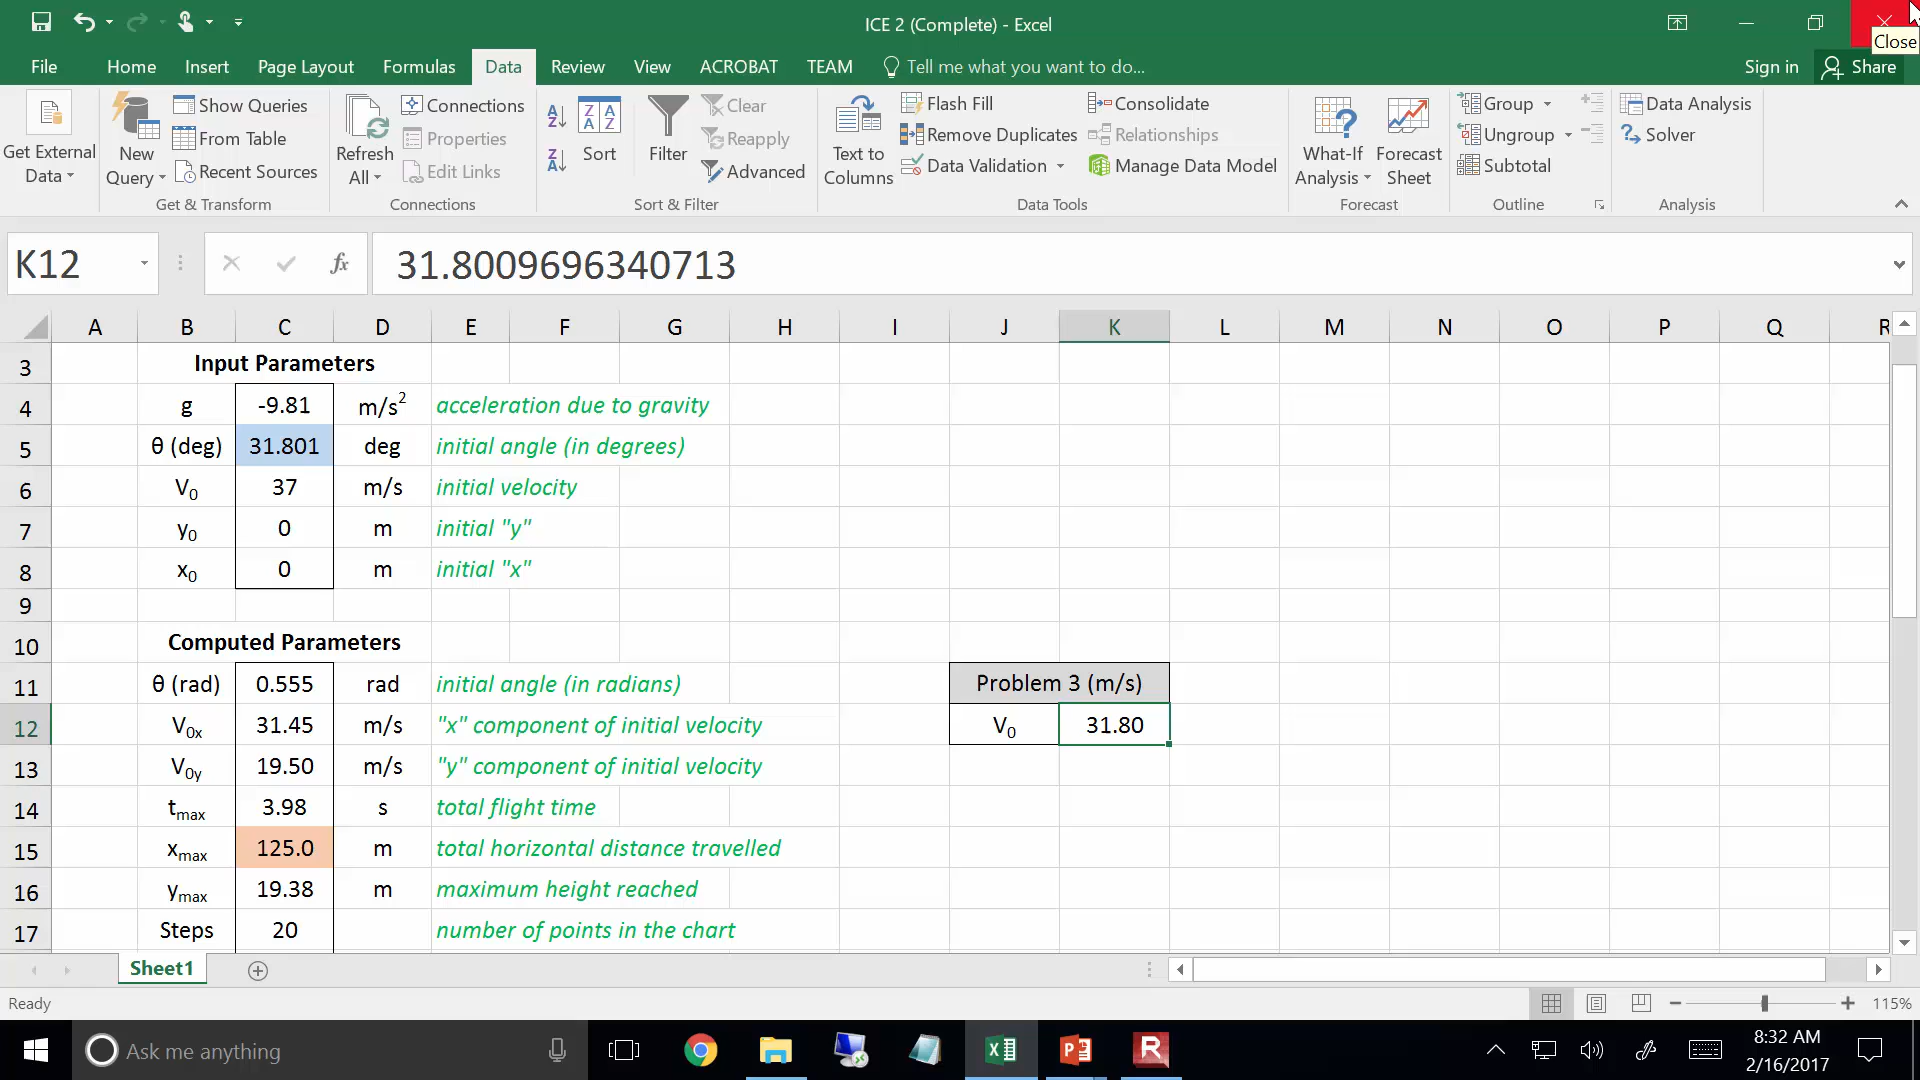 ICE 2 (Complete) - Excel
Close
File Home Insert Page Layout Formulas Data Review View ACROBAT TEAM Tell me what you want to do... Sign in Share
Get External Data
New Query
Show Queries
From Table
Recent Sources
Get & Transform
Refresh All
Connections
Properties
Edit Links
Connections
Sort
Filter
Clear
Reapply
Advanced
Sort & Filter
Text to Columns
Flash Fill
Remove Duplicates
Data Validation
Consolidate
Relationships
Manage Data Model
Data Tools
What-If Analysis
Forecast Sheet
Forecast
Group
Ungroup
Subtotal
Outline
Data Analysis
Solver
Analysis
K12 fx 31.8009696340713
A B C D E F G H I J K L M N O P Q R
3 Input Parameters
4 g -9.81 m/s² acceleration due to gravity
5 θ (deg) 31.801 deg initial angle (in degrees)
6 V₀ 37 m/s initial velocity
7 y₀ 0 m initial "y"
8 x₀ 0 m initial "x"
9
10 Computed Parameters
11 θ (rad) 0.555 rad initial angle (in radians) Problem 3 (m/s)
12 V0x 31.45 m/s "x" component of initial velocity V₀ 31.80
13 V0y 19.50 m/s "y" component of initial velocity
14 tmax 3.98 s total flight time
15 xmax 125.0 m total horizontal distance travelled
16 ymax 19.38 m maximum height reached
17 Steps 20 number of points in the chart
Sheet1
Ready 115%
Ask me anything
8:32 AM
2/16/2017